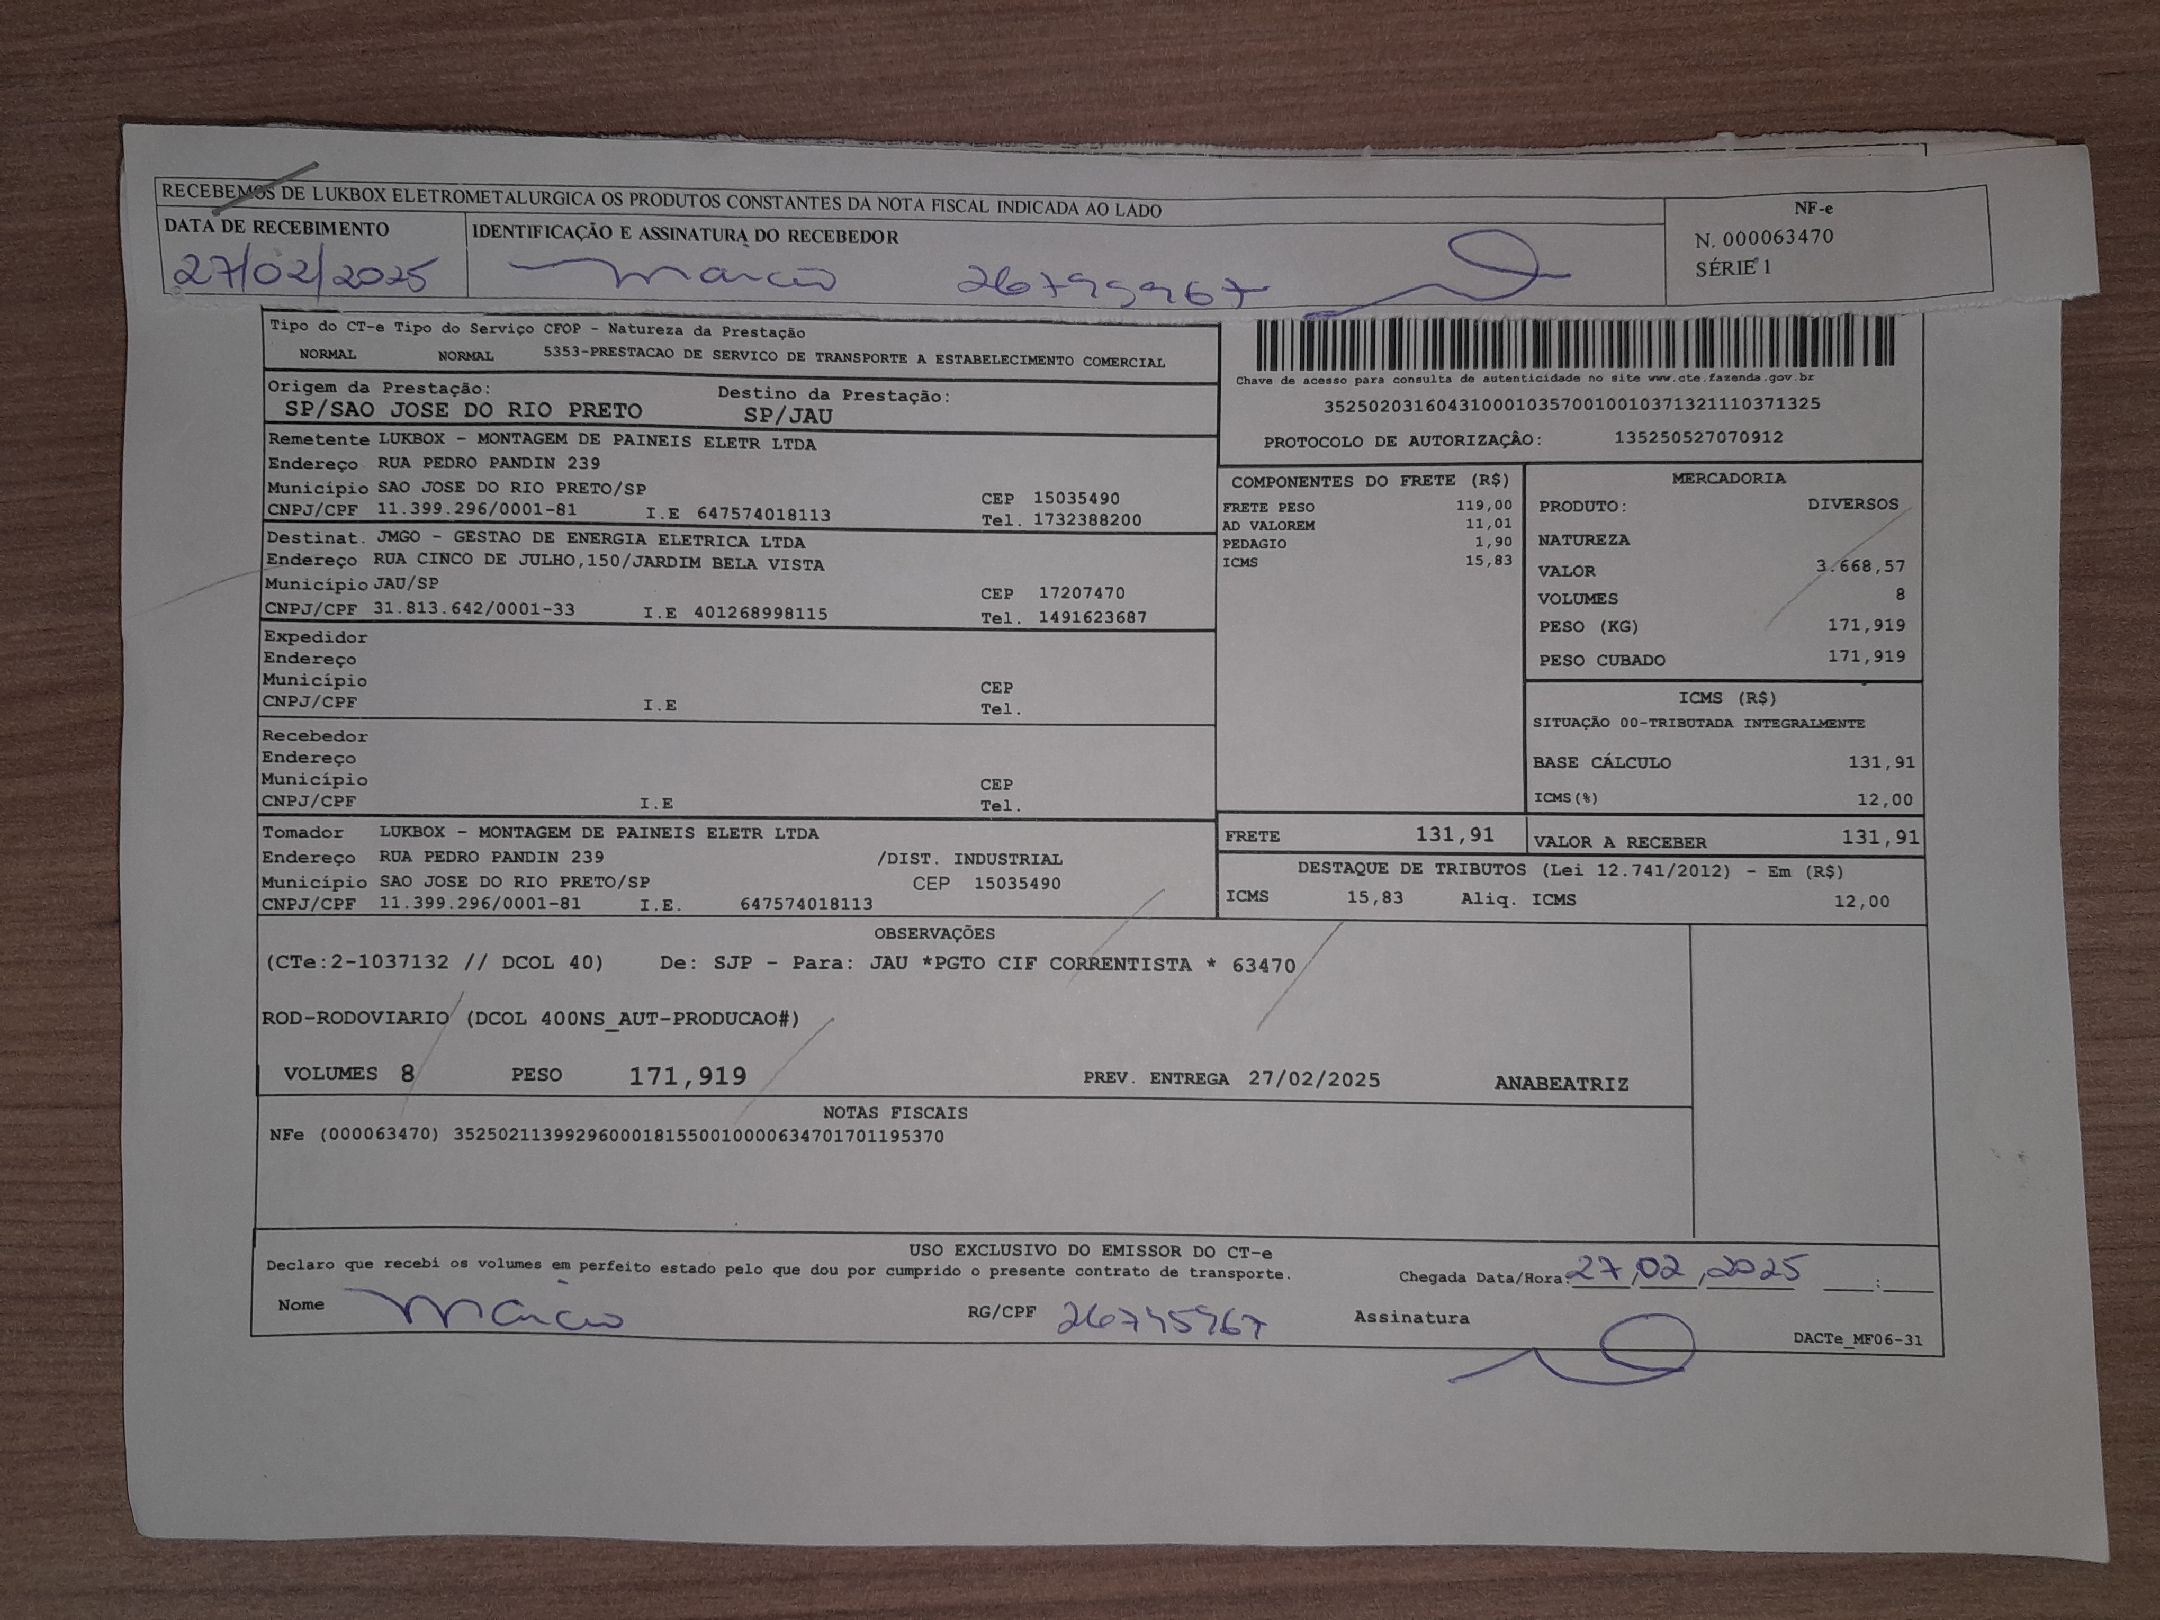 RECEBEMOS DE LUKBOX ELETROMETALURGICA OS PRODUTOS CONSTANTES DA NOTA FISCAL INDICADA AO LADO
DATA DE RECEBIMENTO
27/02/2025
IDENTIFICAÇÃO E ASSINATURA DO RECEBEDOR
Marcio
NF-e
N. 000063470
SÉRIE 1
Tipo do CT-e Tipo do Serviço CFOP - Natureza da Prestação
NORMAL NORMAL 5353-PRESTACAO DE SERVICO DE TRANSPORTE A ESTABELECIMENTO COMERCIAL
Origem da Prestação: Destino da Prestação:
SP/SAO JOSE DO RIO PRETO SP/JAU
Chave de acesso para consulta de autenticidade no site www.cte.fazenda.gov.br
35250203160431000103570010010371321110371325
PROTOCOLO DE AUTORIZAÇÃO: 135250527070912
Remetente LUKBOX - MONTAGEM DE PAINEIS ELETR LTDA
Endereço RUA PEDRO PANDIN 239
Município SAO JOSE DO RIO PRETO/SP CEP 15035490
CNPJ/CPF 11.399.296/0001-81 I.E 647574018113 Tel. 1732388200
Destinat. JMGO - GESTAO DE ENERGIA ELETRICA LTDA
Endereço RUA CINCO DE JULHO,150/JARDIM BELA VISTA
Município JAU/SP CEP 17207470
CNPJ/CPF 31.813.642/0001-33 I.E 401268998115 Tel. 1491623687
Expedidor
Endereço
Município CEP
CNPJ/CPF I.E Tel.
Recebedor
Endereço
Município CEP
CNPJ/CPF I.E Tel.
Tomador LUKBOX - MONTAGEM DE PAINEIS ELETR LTDA
Endereço RUA PEDRO PANDIN 239 /DIST. INDUSTRIAL
Município SAO JOSE DO RIO PRETO/SP CEP 15035490
CNPJ/CPF 11.399.296/0001-81 I.E. 647574018113
COMPONENTES DO FRETE (R$)
FRETE PESO 119,00
AD VALOREM 11,01
PEDAGIO 1,90
ICMS 15,83
MERCADORIA
PRODUTO: DIVERSOS
NATUREZA
VALOR 3.668,57
VOLUMES 8
PESO (KG) 171,919
PESO CUBADO 171,919
ICMS (R$)
SITUAÇÃO 00-TRIBUTADA INTEGRALMENTE
BASE CÁLCULO 131,91
ICMS(%) 12,00
FRETE 131,91 VALOR A RECEBER 131,91
DESTAQUE DE TRIBUTOS (Lei 12.741/2012) - Em (R$)
ICMS 15,83 Aliq. ICMS 12,00
OBSERVAÇÕES
(CTe:2-1037132 // DCOL 40) De: SJP - Para: JAU *PGTO CIF CORRENTISTA * 63470
ROD-RODOVIARIO (DCOL 400NS_AUT-PRODUCAO#)
VOLUMES 8 PESO 171,919 PREV. ENTREGA 27/02/2025 ANABEATRIZ
NOTAS FISCAIS
NFe (000063470) 35250211399296000181550010000634701701195370
USO EXCLUSIVO DO EMISSOR DO CT-e
Declaro que recebi os volumes em perfeito estado pelo que dou por cumprido o presente contrato de transporte. Chegada Data/Hora: 27/02/2025 :
Nome Marcio RG/CPF Assinatura
DACTe_MF06-31